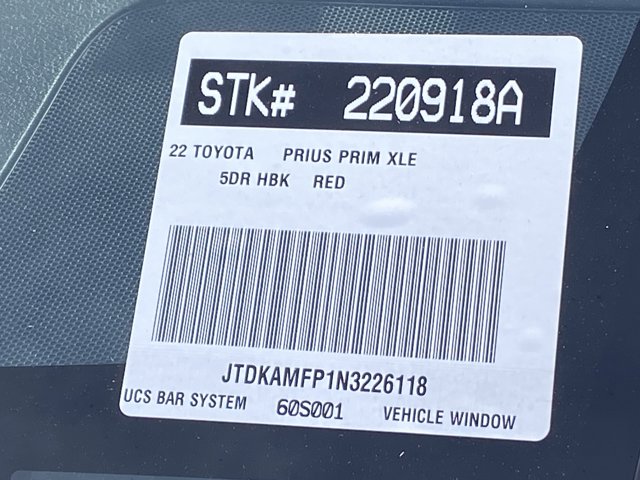 STK# 220918A
22 TOYOTA PRIUS PRIM XLE
5DR HBK RED
JTDKAMFP1N3226118
UCS BAR SYSTEM 60S001 VEHICLE WINDOW